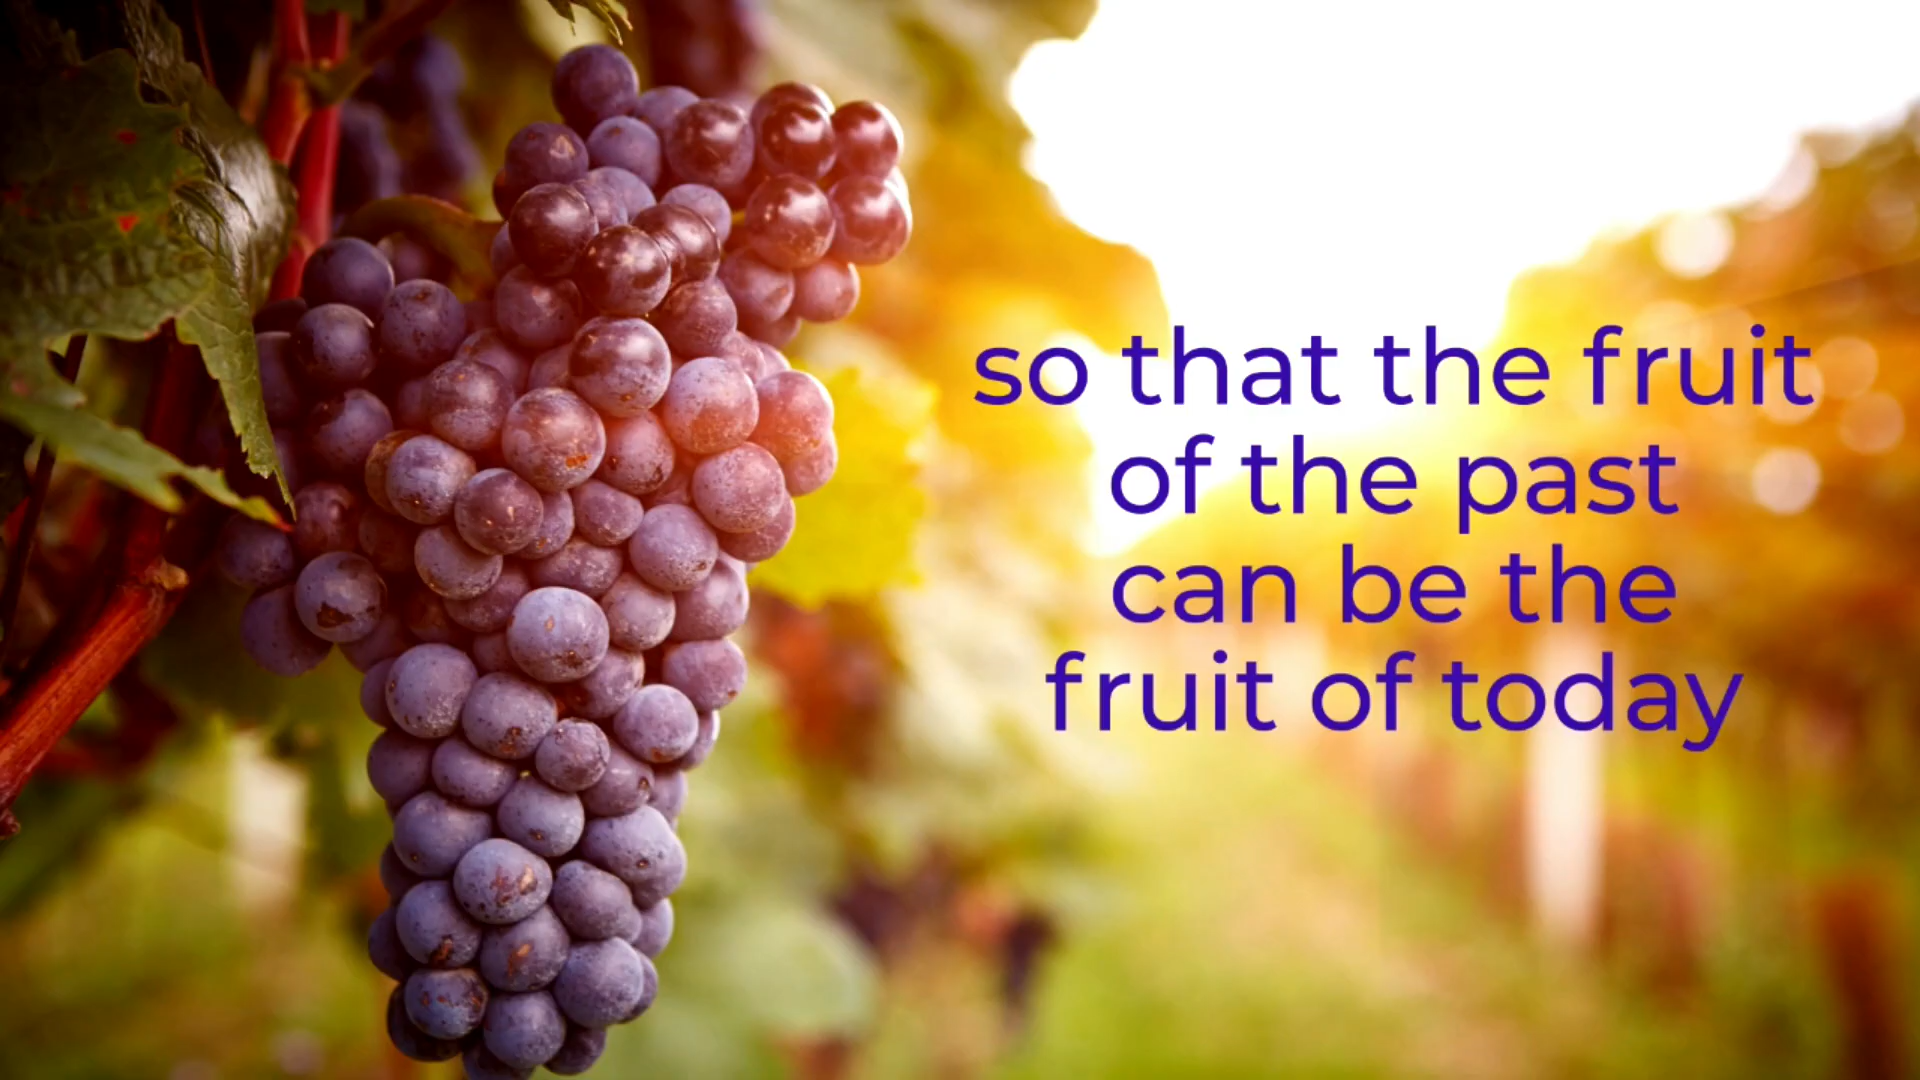 so that the fruit
of the past
can be the
fruit of today